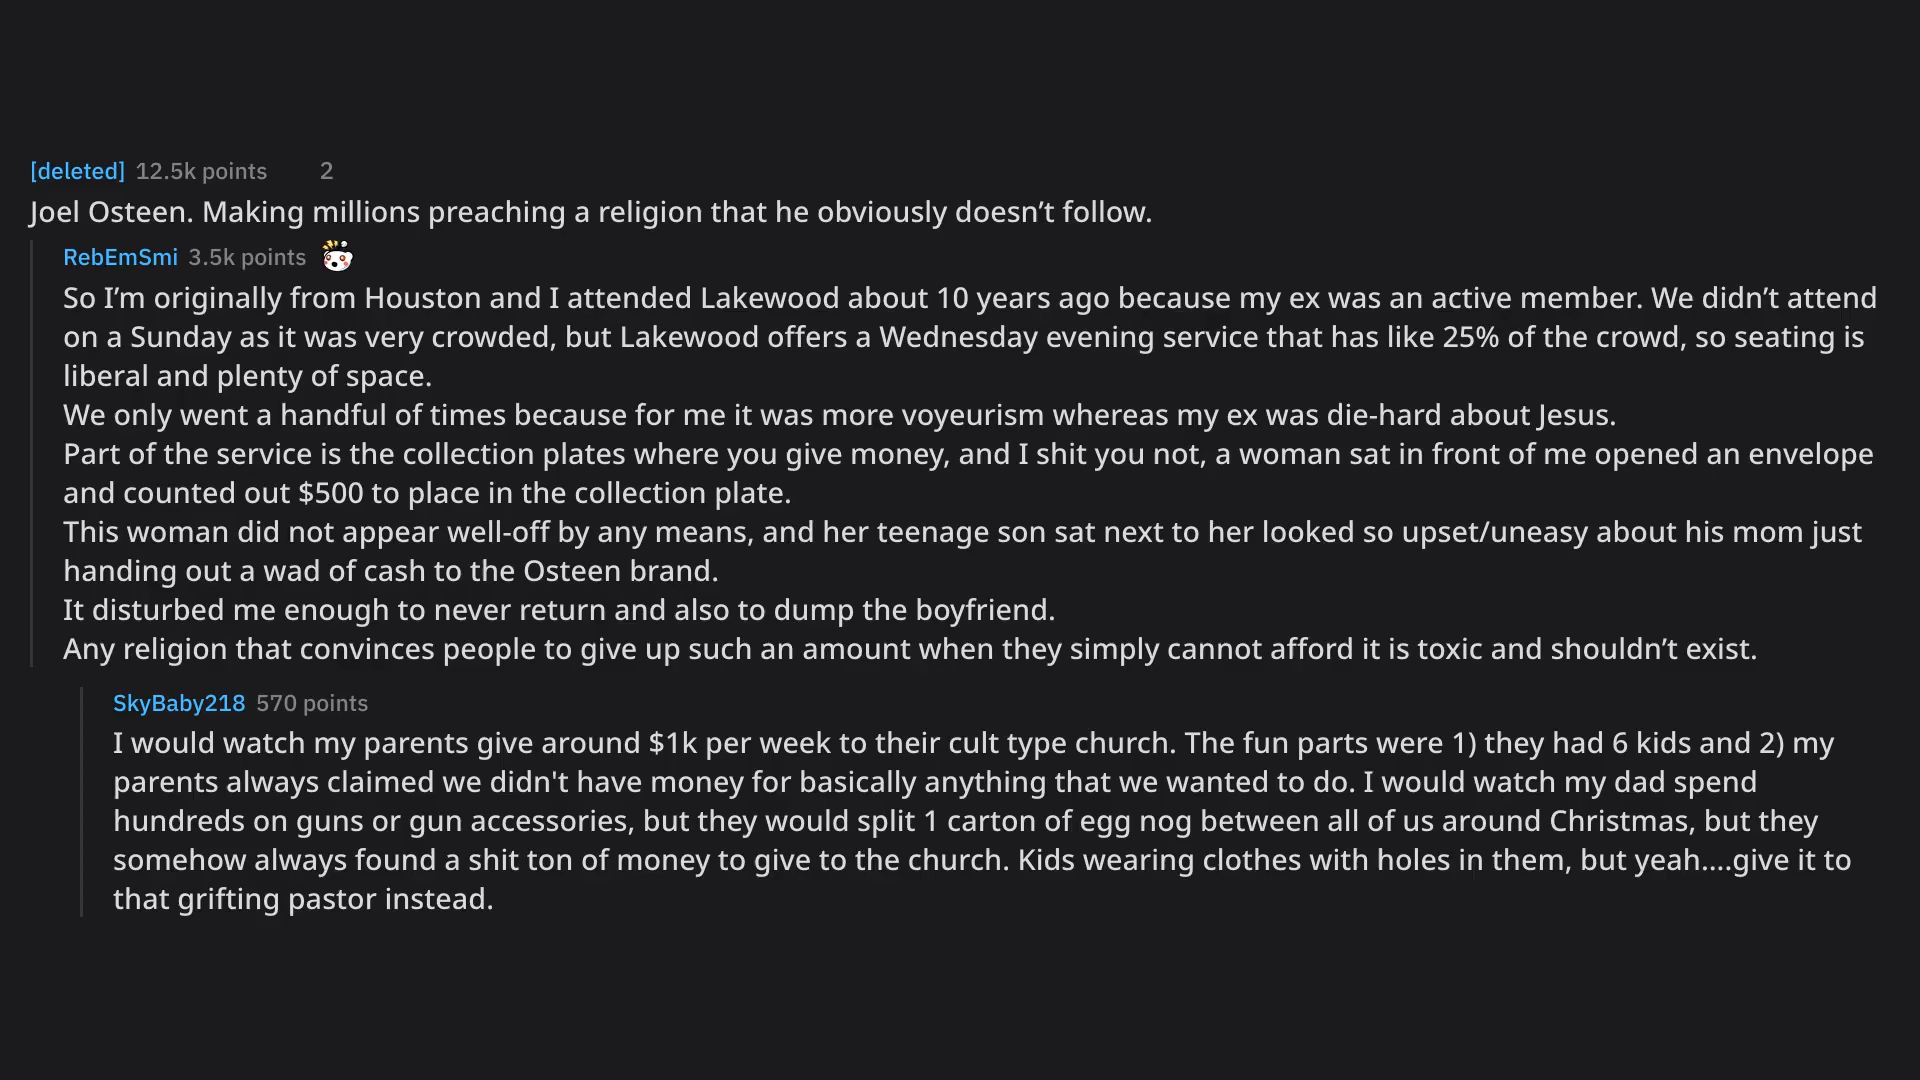 [deleted] 12.5k points 2
Joel Osteen. Making millions preaching a religion that he obviously doesn’t follow.
RebEmSmi 3.5k points
So I’m originally from Houston and I attended Lakewood about 10 years ago because my ex was an active member. We didn’t attend
on a Sunday as it was very crowded, but Lakewood offers a Wednesday evening service that has like 25% of the crowd, so seating is
liberal and plenty of space.
We only went a handful of times because for me it was more voyeurism whereas my ex was die-hard about Jesus.
Part of the service is the collection plates where you give money, and I shit you not, a woman sat in front of me opened an envelope
and counted out $500 to place in the collection plate.
This woman did not appear well-off by any means, and her teenage son sat next to her looked so upset/uneasy about his mom just
handing out a wad of cash to the Osteen brand.
It disturbed me enough to never return and also to dump the boyfriend.
Any religion that convinces people to give up such an amount when they simply cannot afford it is toxic and shouldn’t exist.
SkyBaby218 570 points
I would watch my parents give around $1k per week to their cult type church. The fun parts were 1) they had 6 kids and 2) my
parents always claimed we didn't have money for basically anything that we wanted to do. I would watch my dad spend
hundreds on guns or gun accessories, but they would split 1 carton of egg nog between all of us around Christmas, but they
somehow always found a shit ton of money to give to the church. Kids wearing clothes with holes in them, but yeah....give it to
that grifting pastor instead.